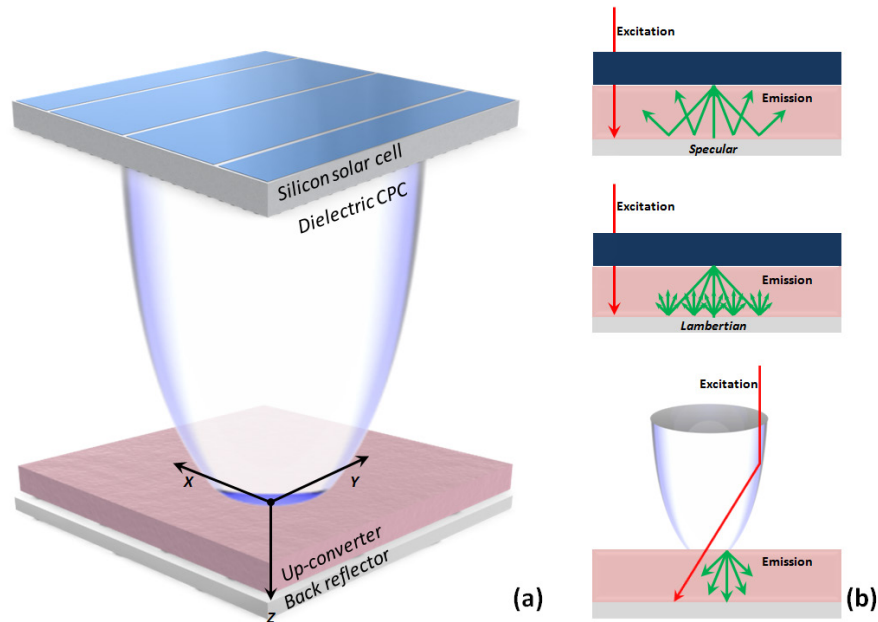 Silicon solar cell
Dielectric CPC
X
Y
Up-converter
Back reflector
Z
(a)
Excitation
Emission
Specular
Excitation
Emission
Lambertian
Excitation
Emission
(b)